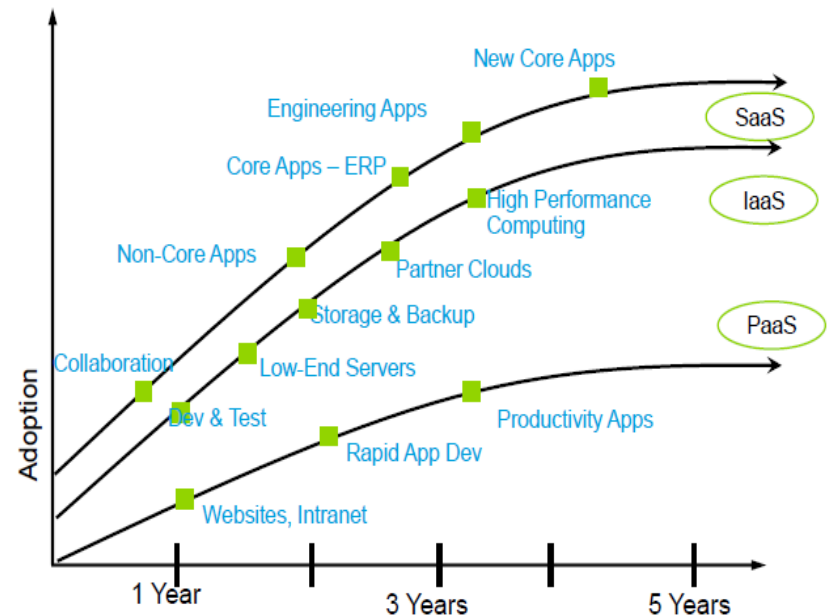 New Core Apps
Engineering Apps
SaaS
Core Apps – ERP
High Performance
Computing
IaaS
Non-Core Apps
Partner Clouds
Storage & Backup
PaaS
Collaboration
Low-End Servers
Dev & Test
Productivity Apps
Rapid App Dev
Websites, Intranet
Adoption
1 Year
3 Years
5 Years